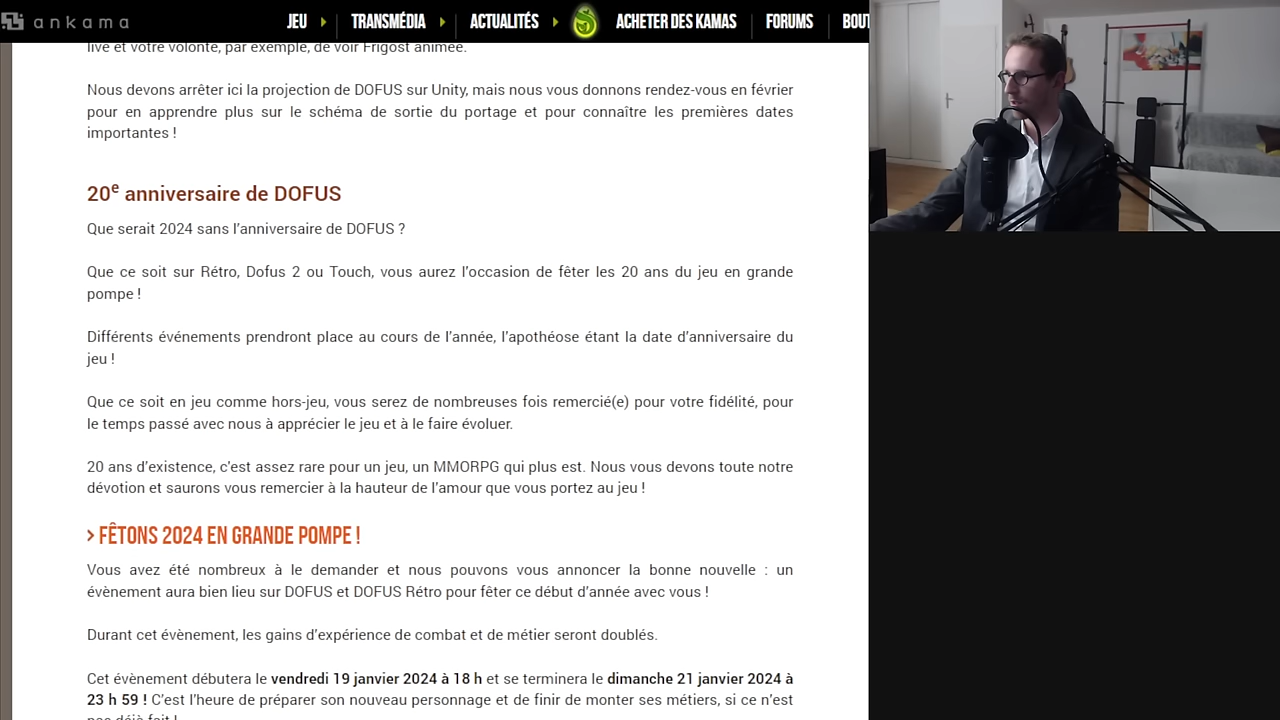 ankama
JEU
TRANSMÉDIA
ACTUALITÉS
ACHETER DES KAMAS
FORUMS
BOUT
live et votre volonté, par exemple, de voir Frigost animée.
Nous devons arrêter ici la projection de DOFUS sur Unity, mais nous vous donnons rendez-vous en février
pour en apprendre plus sur le schéma de sortie du portage et pour connaître les premières dates
importantes !
20e anniversaire de DOFUS
Que serait 2024 sans l'anniversaire de DOFUS ?
Que ce soit sur Rétro, Dofus 2 ou Touch, vous aurez l'occasion de fêter les 20 ans du jeu en grande
pompe !
Différents événements prendront place au cours de l'année, l'apothéose étant la date d'anniversaire du
jeu !
Que ce soit en jeu comme hors-jeu, vous serez de nombreuses fois remercié(e) pour votre fidélité, pour
le temps passé avec nous à apprécier le jeu et à le faire évoluer.
20 ans d'existence, c'est assez rare pour un jeu, un MMORPG qui plus est. Nous vous devons toute notre
dévotion et saurons vous remercier à la hauteur de l'amour que vous portez au jeu !
> FÊTONS 2024 EN GRANDE POMPE !
Vous avez été nombreux à le demander et nous pouvons vous annoncer la bonne nouvelle : un
évènement aura bien lieu sur DOFUS et DOFUS Rétro pour fêter ce début d'année avec vous !
Durant cet évènement, les gains d'expérience de combat et de métier seront doublés.
Cet évènement débutera le vendredi 19 janvier 2024 à 18 h et se terminera le dimanche 21 janvier 2024 à
23 h 59 ! C'est l'heure de préparer son nouveau personnage et de finir de monter ses métiers, si ce n'est
pas déjà fait !